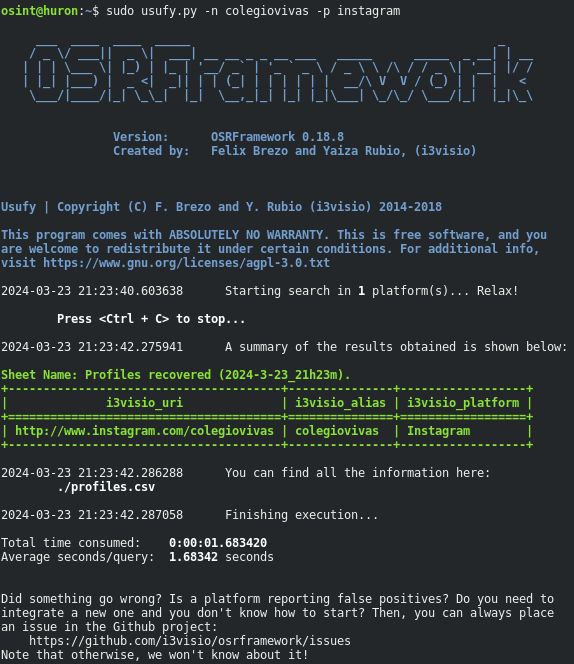 osint@huron:~$ sudo usufy.py -n colegiovivas -p instagram
OSRFramework
Version:      OSRFramework 0.18.8
Created by:   Felix Brezo and Yaiza Rubio, (i3visio)
Usufy | Copyright (C) F. Brezo and Y. Rubio (i3visio) 2014-2018
This program comes with ABSOLUTELY NO WARRANTY. This is free software, and you
are welcome to redistribute it under certain conditions. For additional info,
visit https://www.gnu.org/licenses/agpl-3.0.txt
2024-03-23 21:23:40.603638      Starting search in 1 platform(s)... Relax!
Press <Ctrl + C> to stop...
2024-03-23 21:23:42.275941      A summary of the results obtained is shown below:
Sheet Name: Profiles recovered (2024-3-23_21h23m).
+---------------------------------------+---------------+------------------+
|              i3visio_uri              | i3visio_alias | i3visio_platform |
+=======================================+===============+==================+
| http://www.instagram.com/colegiovivas | colegiovivas  | Instagram        |
+---------------------------------------+---------------+------------------+
2024-03-23 21:23:42.286288      You can find all the information here:
./profiles.csv
2024-03-23 21:23:42.287058      Finishing execution...
Total time consumed:    0:00:01.683420
Average seconds/query:  1.68342 seconds
Did something go wrong? Is a platform reporting false positives? Do you need to
integrate a new one and you don't know how to start? Then, you can always place
an issue in the Github project:
https://github.com/i3visio/osrframework/issues
Note that otherwise, we won't know about it!